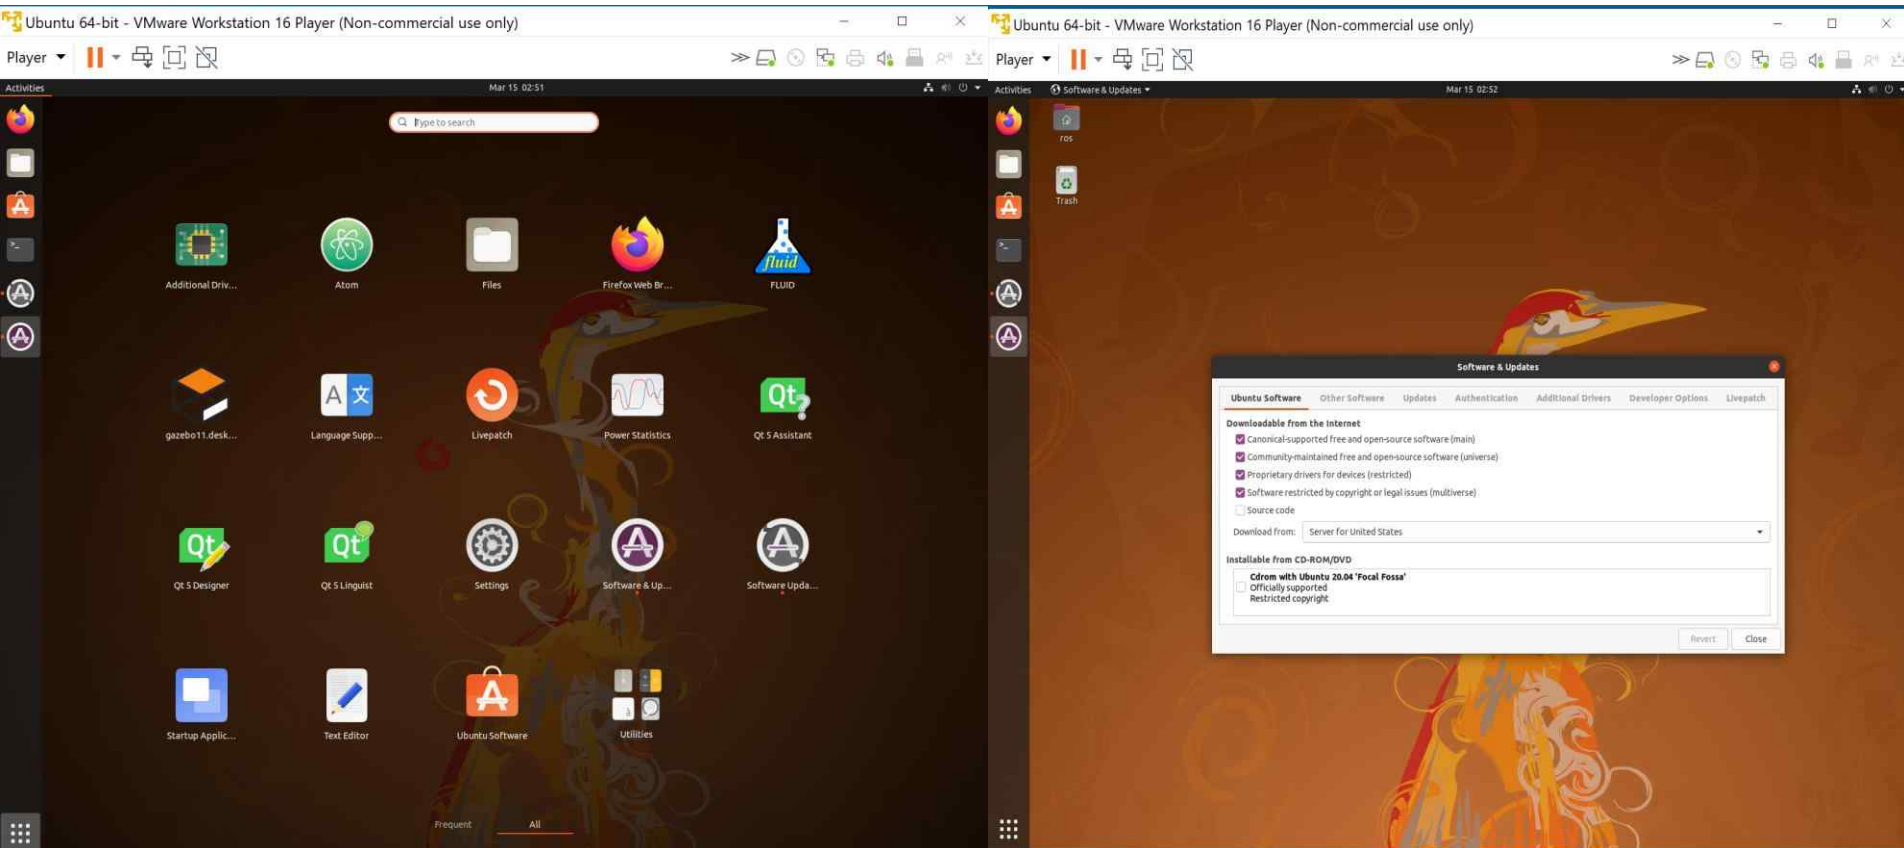 Ubuntu 64-bit - VMware Workstation 16 Player (Non-commercial use only)
Player
Activities
Mar 15 02:51
Type to search
Additional Driv...
Atom
Files
Firefox Web Br...
fluid
FLUID
gazebo11.desk...
A 文
Language Supp...
Livepatch
Power Statistics
Qt ?
Qt 5 Assistant
Qt
Qt 5 Designer
Qt
Qt 5 Linguist
Settings
Software & Up...
Software Upda...
Startup Applic...
Text Editor
Ubuntu Software
Utilities
Frequent
All
Ubuntu 64-bit - VMware Workstation 16 Player (Non-commercial use only)
Player
Activities
Software & Updates
Mar 15 02:52
ros
Trash
Software & Updates
Ubuntu Software
Other Software
Updates
Authentication
Additional Drivers
Developer Options
Livepatch
Downloadable from the Internet
Canonical-supported free and open-source software (main)
Community-maintained free and open-source software (universe)
Proprietary drivers for devices (restricted)
Software restricted by copyright or legal issues (multiverse)
Source code
Download from: Server for United States
Installable from CD-ROM/DVD
Cdrom with Ubuntu 20.04 'Focal Fossa'
Officially supported
Restricted copyright
Revert
Close